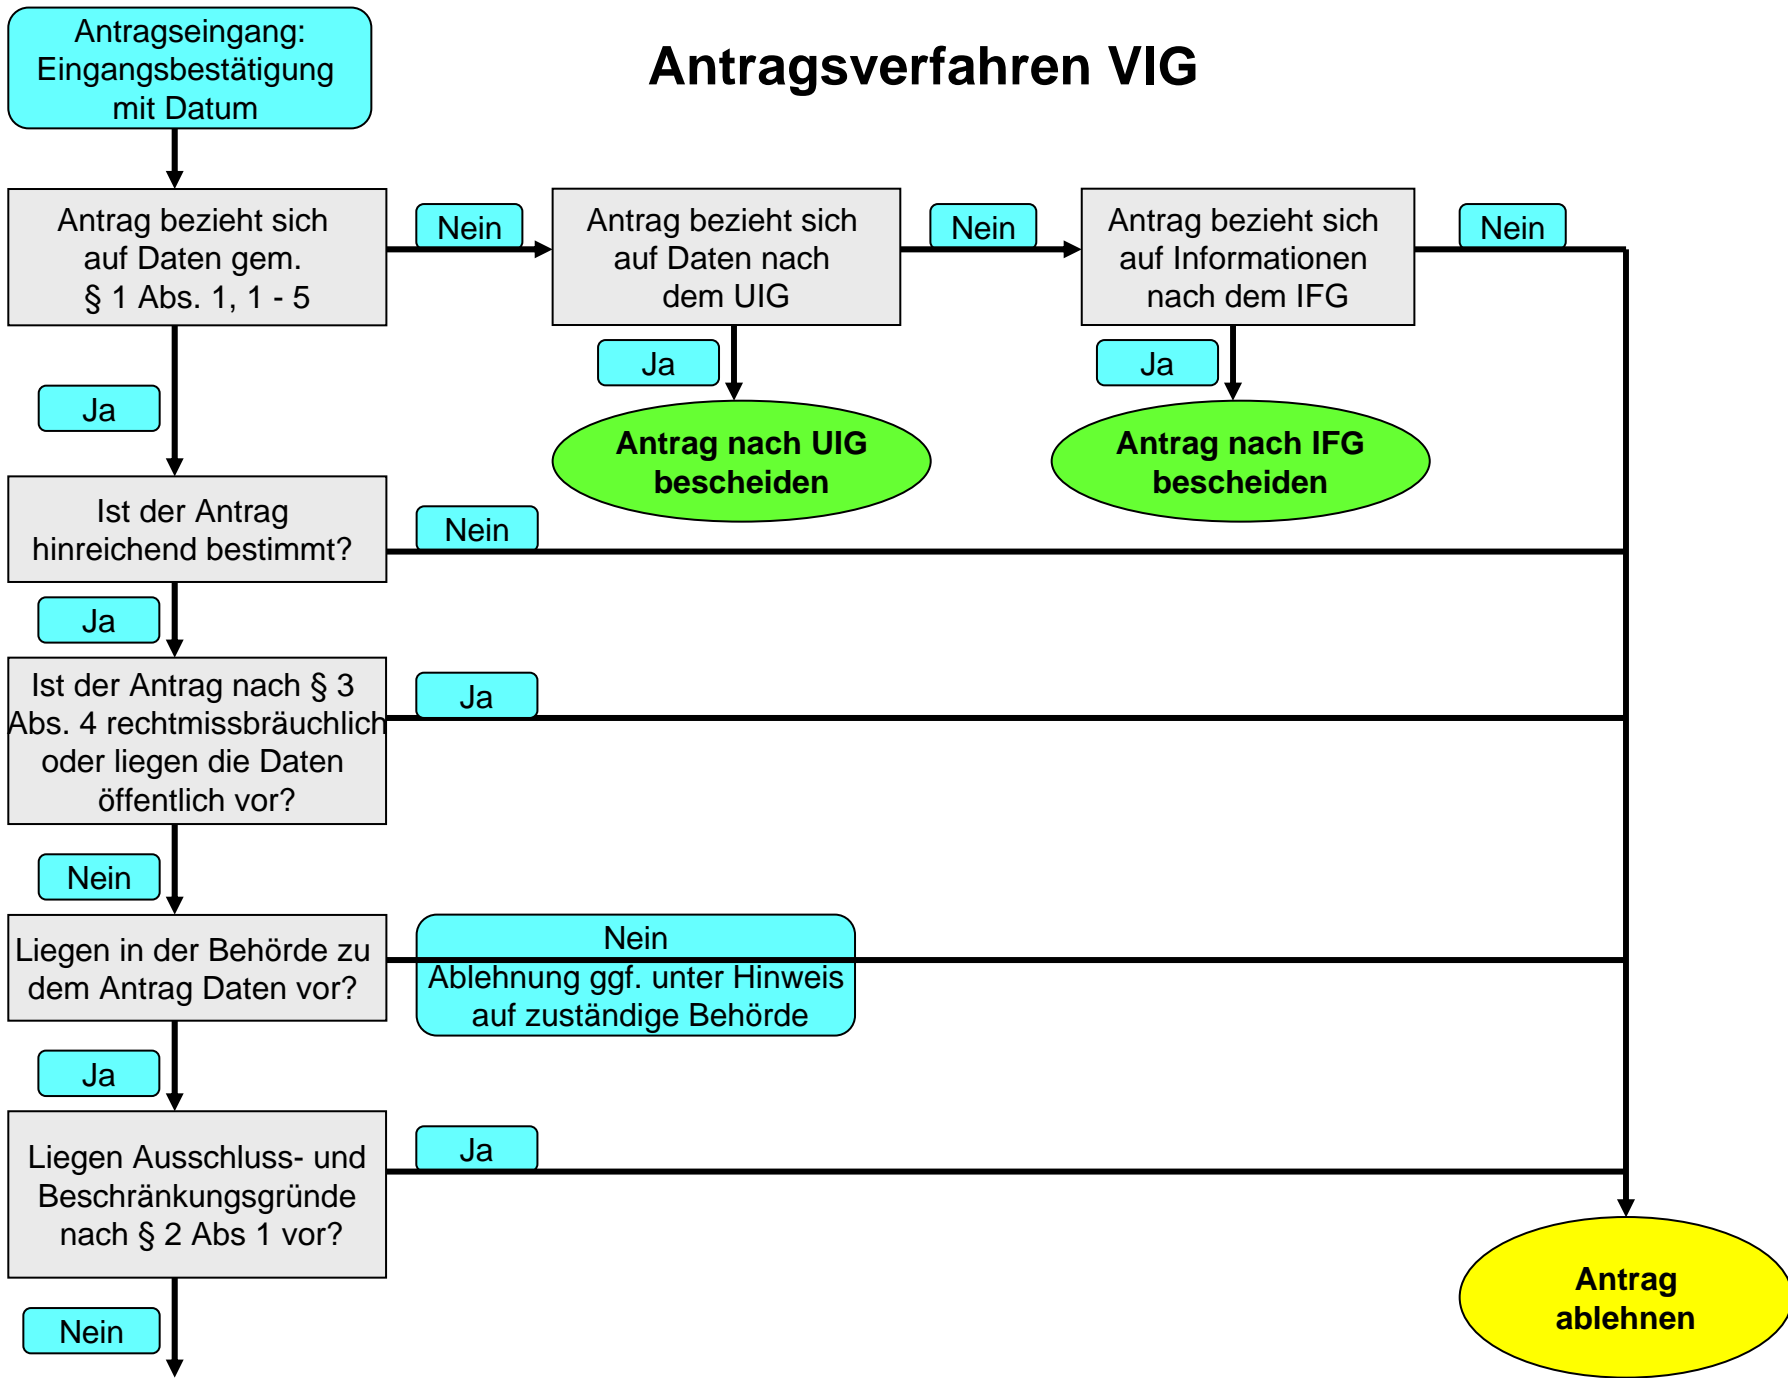 Antragseingang:
Eingangsbestätigung
mit Datum
Antragsverfahren VIG
Antrag bezieht sich
auf Daten gem.
§ 1 Abs. 1, 1 - 5
Nein
Antrag bezieht sich
auf Daten nach
dem UIG
Nein
Antrag bezieht sich
auf Informationen
nach dem IFG
Nein
Ja
Ja
Ja
Antrag nach UIG
bescheiden
Antrag nach IFG
bescheiden
Ist der Antrag
hinreichend bestimmt?
Nein
Ja
Ist der Antrag nach § 3
Abs. 4 rechtmissbräuchlich
oder liegen die Daten
öffentlich vor?
Ja
Nein
Liegen in der Behörde zu
dem Antrag Daten vor?
Nein
Ablehnung ggf. unter Hinweis
auf zuständige Behörde
Ja
Liegen Ausschluss- und
Beschränkungsgründe
nach § 2 Abs 1 vor?
Ja
Nein
Antrag
ablehnen